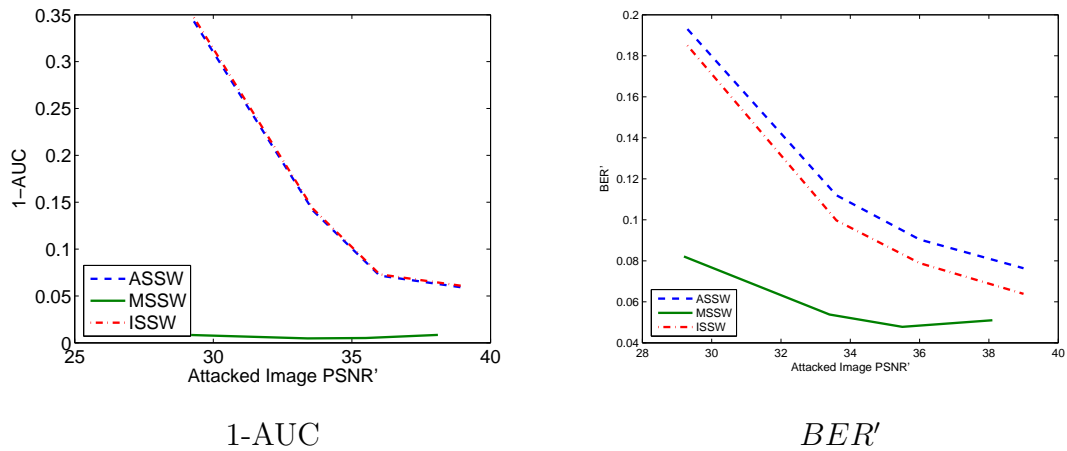 0.35
0.3
0.25
0.2
0.15
0.1
0.05
0
1−AUC
ASSW
MSSW
ISSW
25 30 35 40
Attacked Image PSNR’
1-AUC
0.2
0.18
0.16
0.14
0.12
0.1
0.08
0.06
0.04
BER’
ASSW
MSSW
ISSW
28 30 32 34 36 38 40
Attacked Image PSNR’
BER′